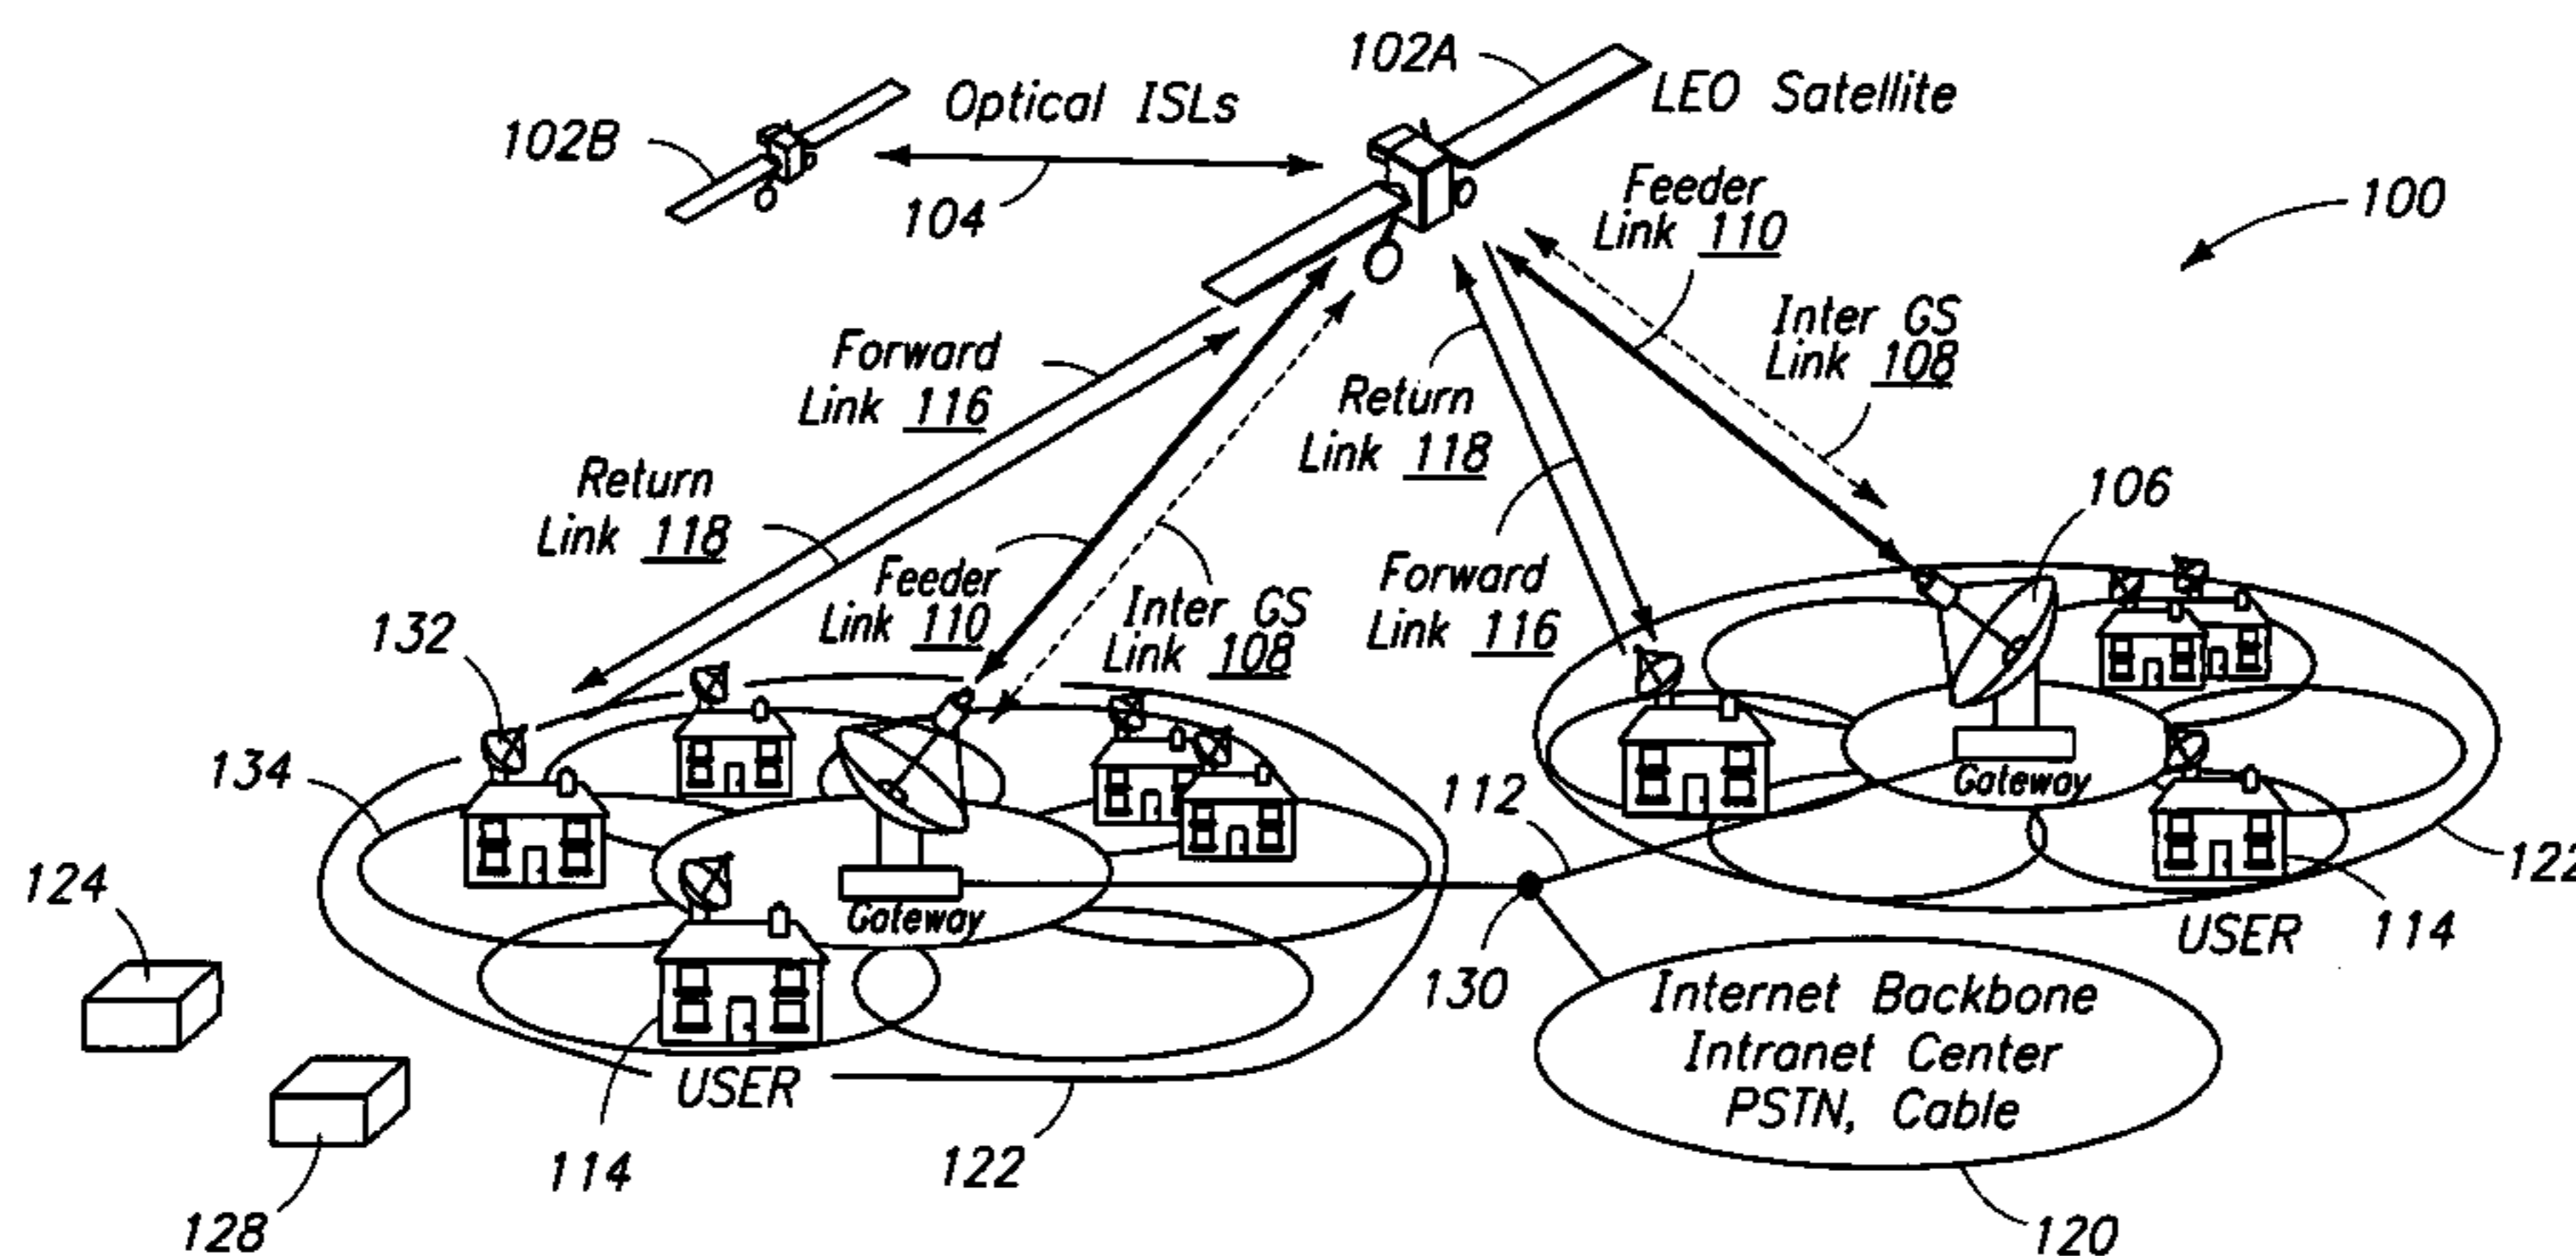 102A
LEO Satellite
Optical ISLs
102B
104
Feeder
Link 110
100
Inter GS
Link 108
Forward
Link 116
Return
Link 118
Return
Link 118
Feeder
Link 110
Inter GS
Link 108
Forward
Link 116
106
132
134
Gateway
112
Gateway
122
124
130
USER
114
Internet Backbone
Intranet Center
PSTN, Cable
USER
114
122
128
120